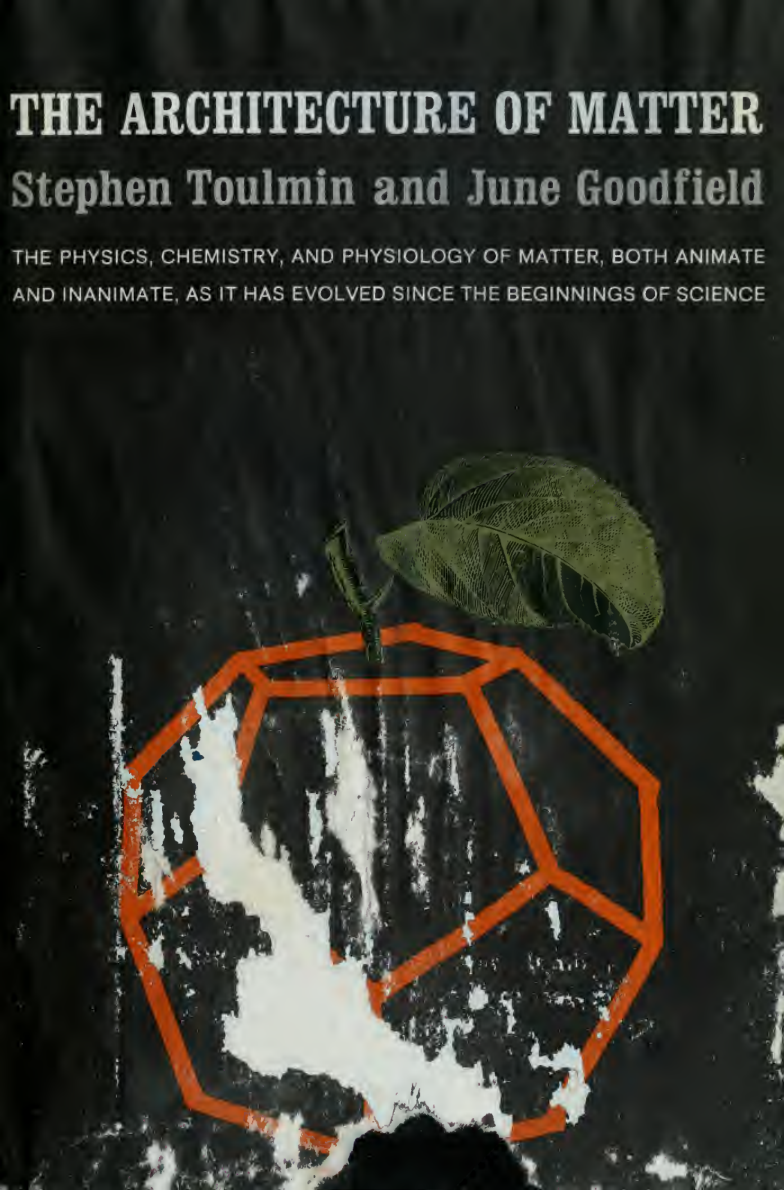 THE ARCHITECTURE OF MATTER
Stephen Toulmin and June Goodfield
THE PHYSICS, CHEMISTRY, AND PHYSIOLOGY OF MATTER, BOTH ANIMATE
AND INANIMATE, AS IT HAS EVOLVED SINCE THE BEGINNINGS OF SCIENCE